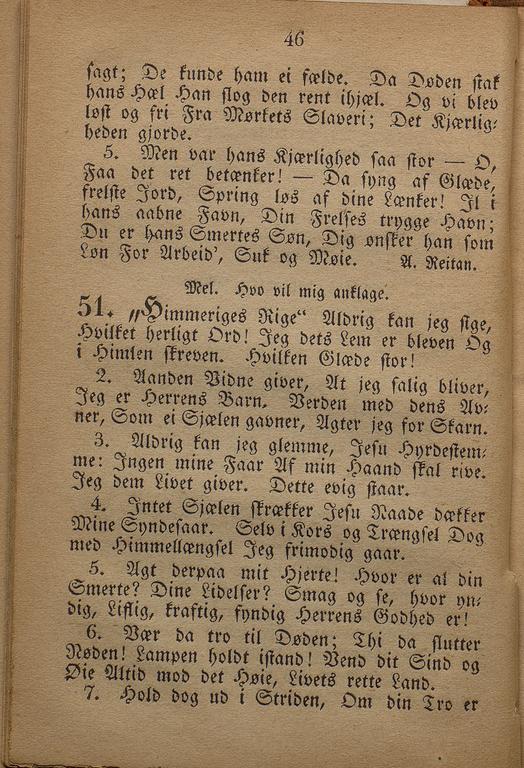 46
sagt; De kunde ham ei fælde. Da Døden stak
hans Hæl Han slog den rent ihjæl. Og vi blev
løst og fri Fra Mørkets Slaveri; Det Kjærlig-
heden gjorde.
5. Men var hans Kjærlighed saa stor — O,
Faa det ret betænker! — Da syng af Glæde,
frelste Jord, Spring løs af dine Lænker! Il i
hans aabne Favn, Din Frelses trygge Havn;
Du er hans Smertes Søn, Dig ønsker han som
Løn For Arbeid', Suk og Møie. A. Reitan.
Mel. Hvo vil mig anklage.
51. „Himmeriges Rige“ Aldrig kan jeg sige,
Hvilket herligt Ord! Jeg dets Lem er bleven Og
i Himlen skreven. Hvilken Glæde stor!
2. Aanden Vidne giver, At jeg salig bliver,
Jeg er Herrens Barn. Verden med dens Av-
ner, Som ei Sjælen gavner, Agter jeg for Skarn.
3. Aldrig kan jeg glemme, Jesu Hyrdestem-
me: Ingen mine Faar Af min Haand skal rive.
Jeg dem Livet giver. Dette evig staar.
4. Intet Sjælen skrækker Jesu Naade dækker
Mine Syndesaar. Selv i Kors og Trængsel Dog
med Himmellængsel Jeg frimodig gaar.
5. Agt derpaa mit Hjerte! Hvor er al din
Smerte? Dine Lidelser? Smag og se, hvor yn-
dig, Liflig, kraftig, fyndig Herrens Godhed er!
6. Vær da tro til Døden; Thi da slutter
Nøden! Lampen holdt istand! Vend dit Sind og
Øie Altid mod det Høie, Livets rette Land.
7. Hold dog ud i Striden, Om din Tro er